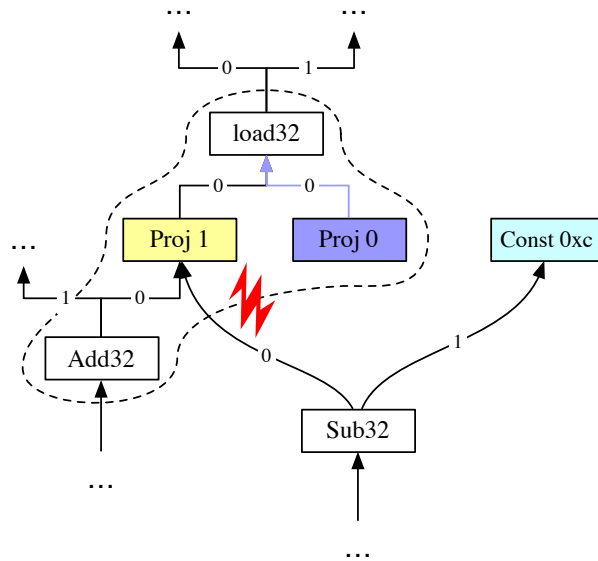 ... ...
0 1
load32
0 0
... Proj 1 Proj 0 Const 0xc
1 0
Add32 0 1
Sub32
...
...